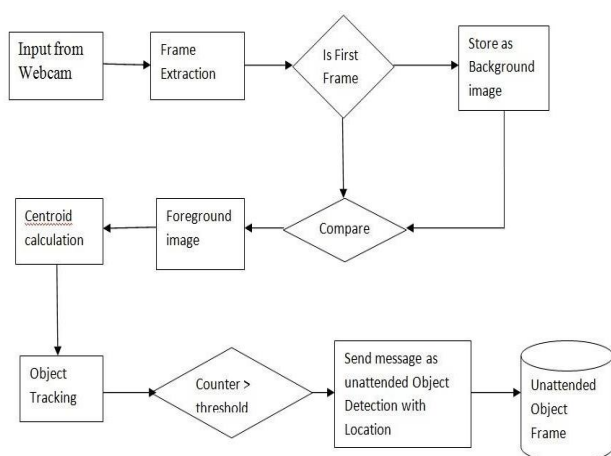 Input from
Webcam
Frame
Extraction
Is First
Frame
Store as
Background
image
Centroid
calculation
Foreground
image
Compare
Object
Tracking
Counter >
threshold
Send message as
unattended Object
Detection with
Location
Unattended
Object
Frame